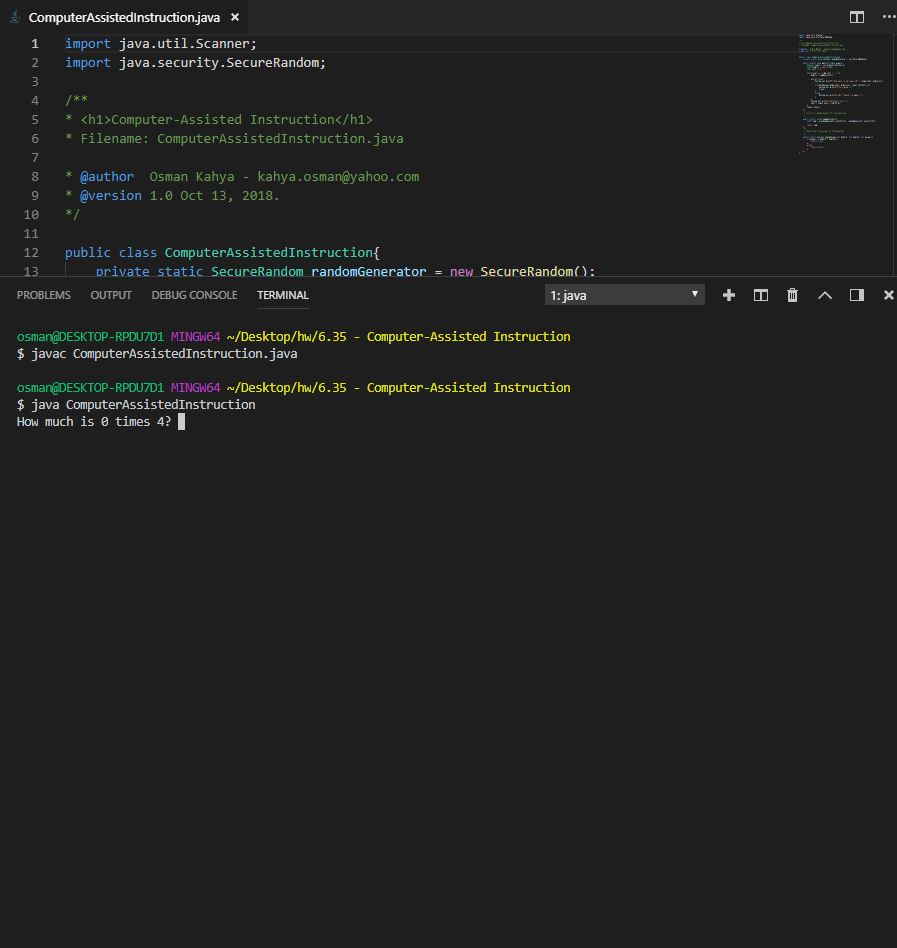 ComputerAssistedInstruction.java ×
1 import java.util.Scanner;
2 import java.security.SecureRandom;
3
4 /**
5 * <h1>Computer-Assisted Instruction</h1>
6 * Filename: ComputerAssistedInstruction.java
7
8 * @author  Osman Kahya - kahya.osman@yahoo.com
9 * @version 1.0 Oct 13, 2018.
10 */
11
12 public class ComputerAssistedInstruction{
13     private static SecureRandom randomGenerator = new SecureRandom();
PROBLEMS OUTPUT DEBUG CONSOLE TERMINAL 1: java
osman@DESKTOP-RPDU7D1 MINGW64 ~/Desktop/hw/6.35 - Computer-Assisted Instruction
$ javac ComputerAssistedInstruction.java
osman@DESKTOP-RPDU7D1 MINGW64 ~/Desktop/hw/6.35 - Computer-Assisted Instruction
$ java ComputerAssistedInstruction
How much is 0 times 4?